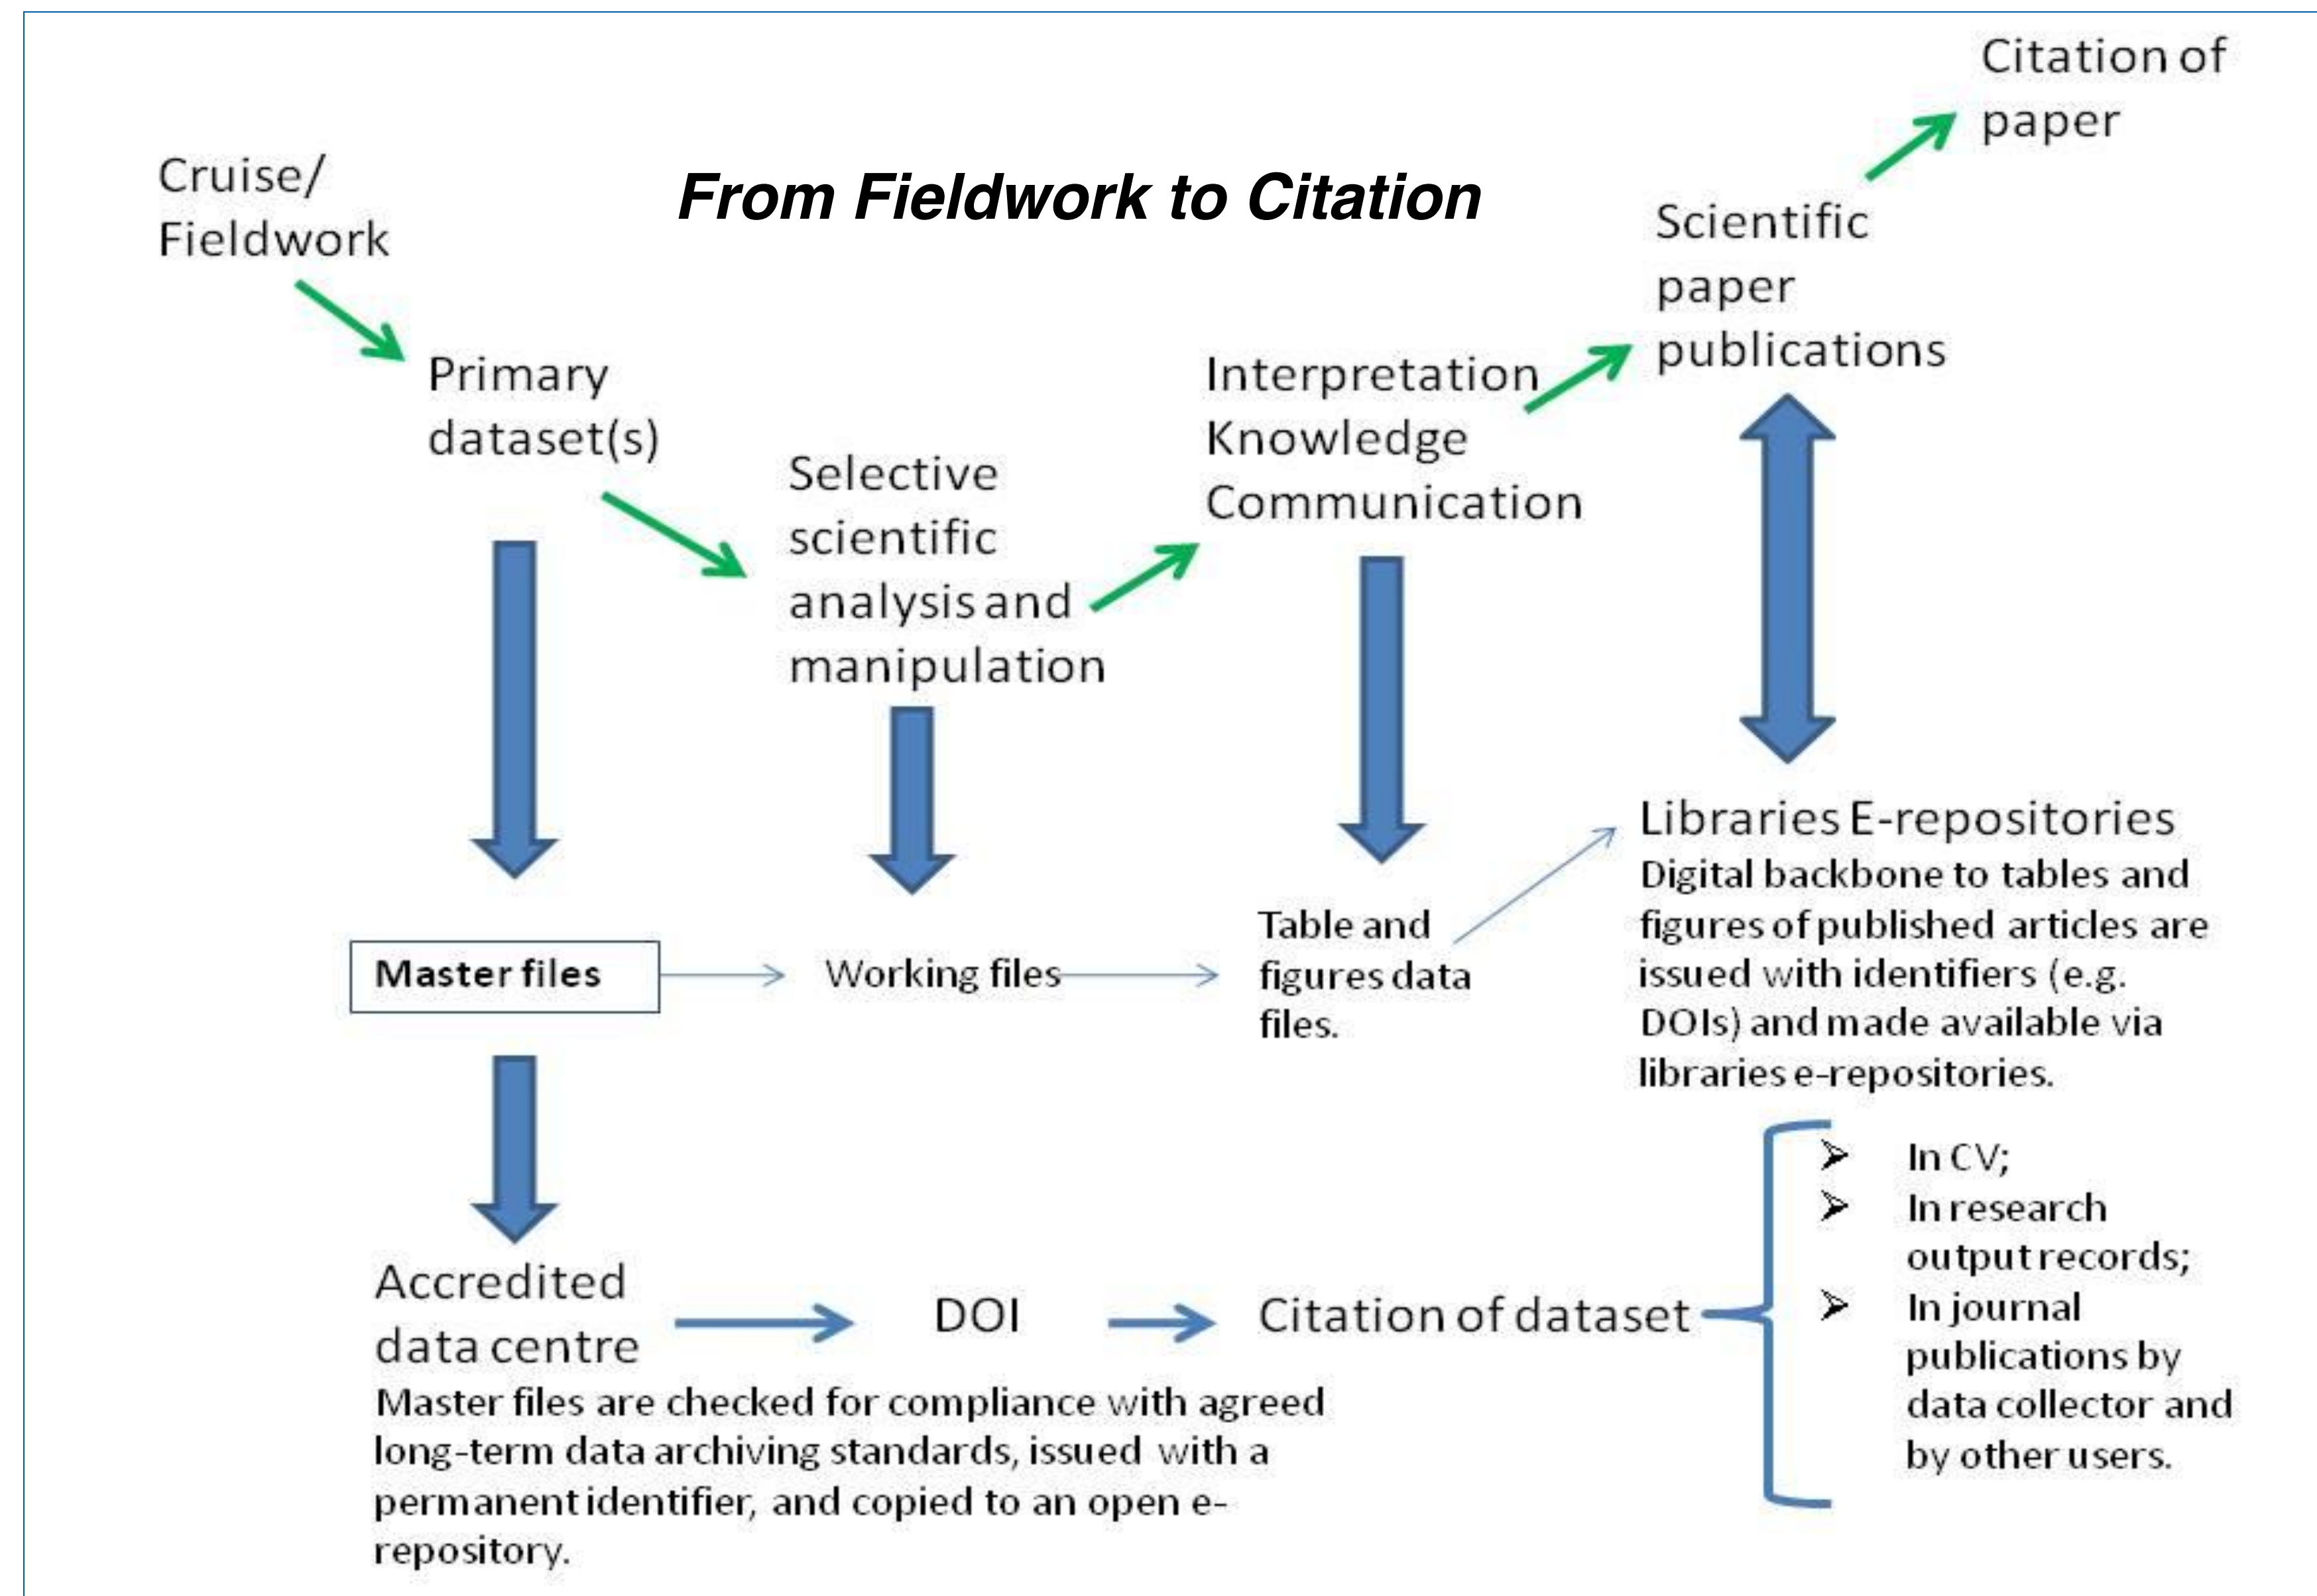 From Fieldwork to Citation
Cruise/
Fieldwork
Primary
dataset(s)
Selective
scientific
analysis and
manipulation
Interpretation
Knowledge
Communication
Scientific
paper
publications
Citation of
paper
Master files
Working files
Table and
figures data
files.
Libraries E-repositories
Digital backbone to tables and
figures of published articles are
issued with identifiers (e.g.
DOIs) and made available via
libraries e-repositories.
Accredited
data centre
DOI
Citation of dataset
Master files are checked for compliance with agreed
long-term data archiving standards, issued with a
permanent identifier, and copied to an open e-
repository.
In CV;
In research
output records;
In journal
publications by
data collector and
by other users.